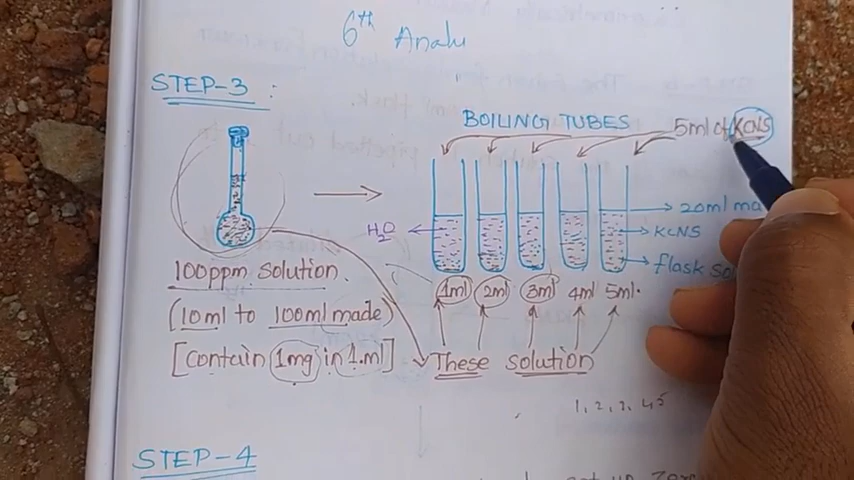 6th Analy
STEP-3 :
BOILING TUBES
5ml of KCNS
20ml ma
H2O
KCNS
flask so
100ppm solution.
1ml 2ml 3ml 4ml 5ml.
(10ml to 100ml made)
[Contain 1mg in 1.ml]
These solution
1, 2, 3, 4, 5
STEP-4